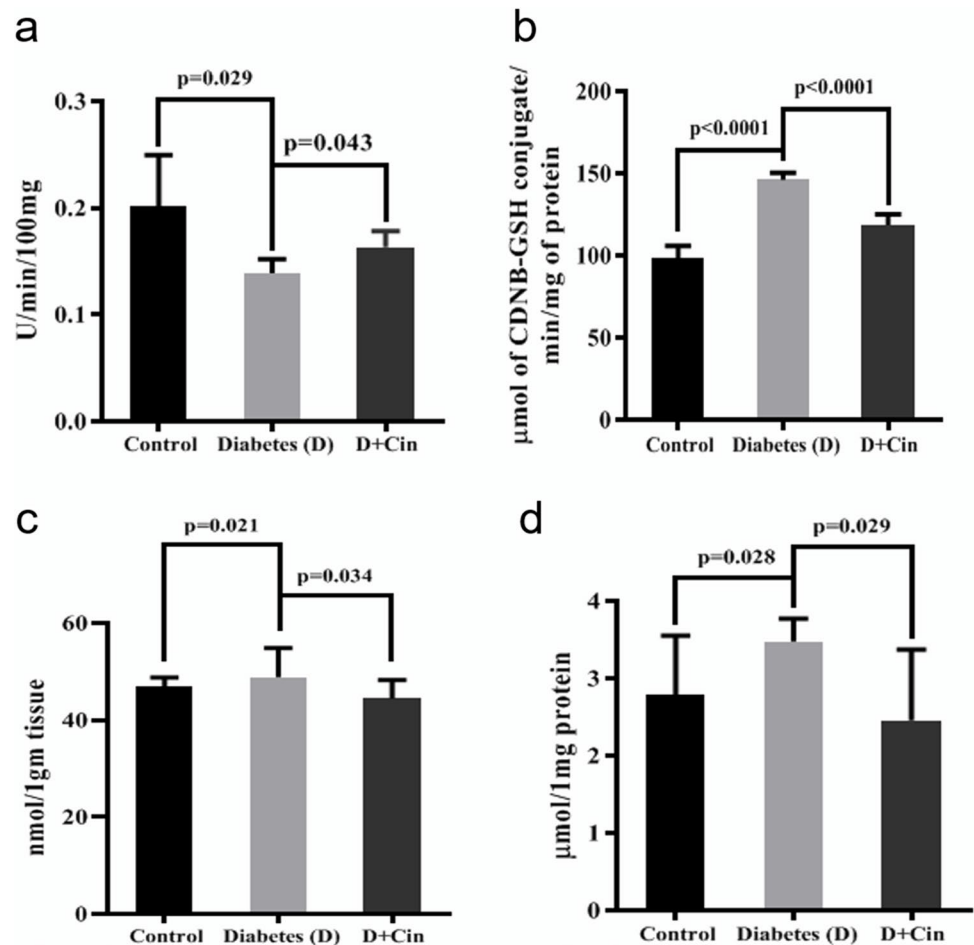 a
p=0.029
p=0.043
U/min/100mg
0.3
0.2
0.1
0.0
Control Diabetes (D) D+Cin
b
p<0.0001
p<0.0001
µmol of CDNB-GSH conjugate/
min/mg of protein
200
150
100
50
0
Control Diabetes (D) D+Cin
c
p=0.021
p=0.034
nmol/1gm tissue
60
40
20
0
Control Diabetes (D) D+Cin
d
p=0.029
p=0.028
µmol/1mg protein
4
3
2
1
0
Control Diabetes (D) D+Cin